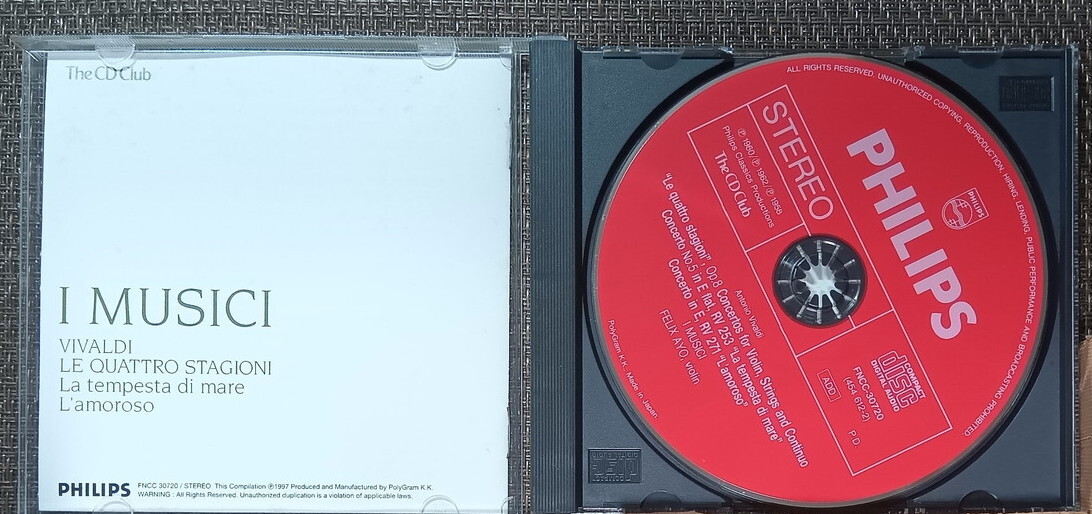 The CD Club
I MUSICI
VIVALDI
LE QUATTRO STAGIONI
La tempesta di mare
L'amoroso
PHILIPS
FNCC 30720 / STEREO This Compilation ℗1997 Produced and Manufactured by PolyGram K.K.
WARNING : All Rights Reserved. Unauthorized duplication is a violation of applicable laws.
ALL RIGHTS RESERVED. UNAUTHORIZED COPYING, REPRODUCTION, HIRING, LENDING, PUBLIC PERFORMANCE AND BROADCASTING PROHIBITED.
PHILIPS
PHILIPS
STEREO
℗ 1960/℗ 1962/℗ 1958
Philips Classics Productions
The CD Club
COMPACT
disc
DIGITAL AUDIO
FNCC-30720
(454 612-2)
ADD
P.D.
Antonio Vivaldi
"Le quattro stagioni", Op.8 Concertos for Violin, Strings and Continuo
Concerto No.5 in E flat, RV 253 "La tempesta di mare"
Concerto in E, RV 271 "L'amoroso"
I MUSICI
FELIX AYO, violin
PolyGram K.K. Made in Japan.